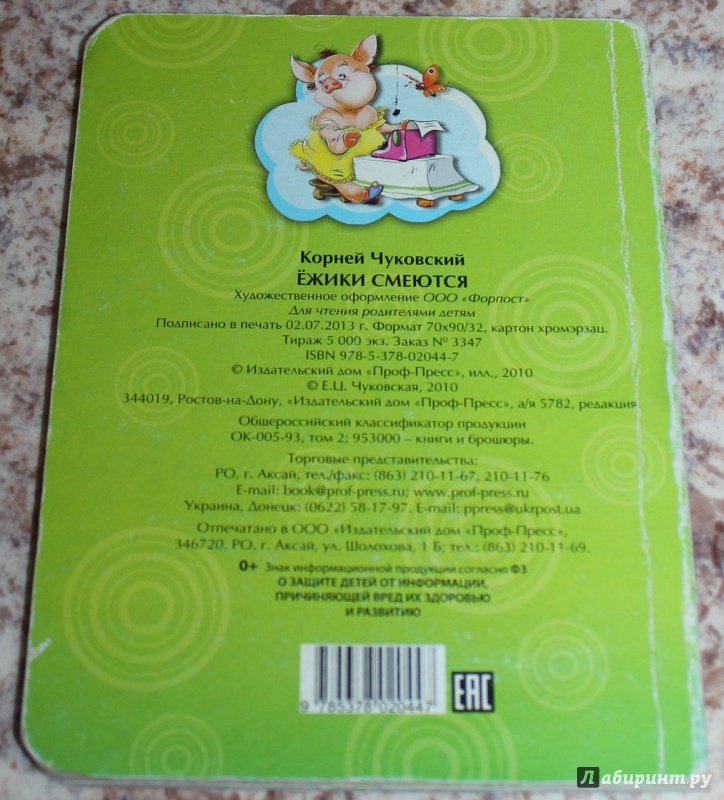 Корней Чуковский
ЁЖИКИ СМЕЮТСЯ
Художественное оформление ООО «Форпост»
Для чтения родителями детям
Подписано в печать 02.07.2013 г. Формат 70х90/32, картон хромэрзац.
Тираж 5 000 экз. Заказ № 3347
ISBN 978-5-378-02044-7
© Издательский дом «Проф-Пресс», илл., 2010
© Е.Ц. Чуковская, 2010
344019, Ростов-на-Дону, «Издательский дом «Проф-Пресс», а/я 5782, редакция.
Общероссийский классификатор продукции
ОК-005-93, том 2; 953000 – книги и брошюры.
Торговые представительства:
РО, г. Аксай, тел./факс: (863) 210-11-67, 210-11-76
E-mail: book@prof-press.ru; www.prof-press.ru
Украина, Донецк: (0622) 58-17-97. E-mail: ppress@ukrpost.ua
Отпечатано в ООО «Издательский дом «Проф-Пресс»,
346720, РО, г. Аксай, ул. Шолохова, 1 Б; тел.: (863) 210-11-69.
0+ Знак информационной продукции согласно ФЗ
О ЗАЩИТЕ ДЕТЕЙ ОТ ИНФОРМАЦИИ,
ПРИЧИНЯЮЩЕЙ ВРЕД ИХ ЗДОРОВЬЮ
И РАЗВИТИЮ
9 785378 020447
EAC
Лабиринт.ру